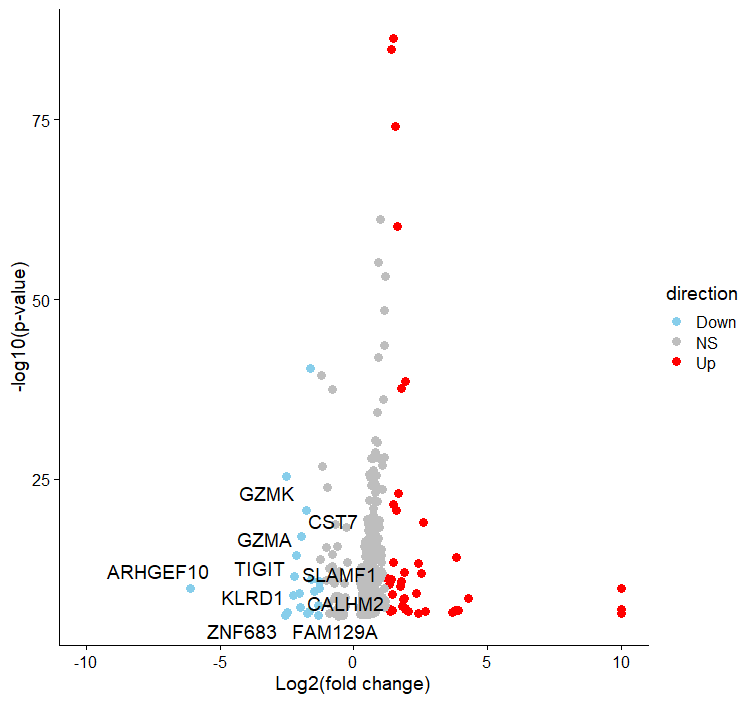 75
50
25
-log10(p-value)
GZMK
CST7
GZMA
TIGIT
SLAMF1
ARHGEF10
KLRD1
CALHM2
ZNF683
FAM129A
-10
-5
0
5
10
Log2(fold change)
direction
Down
NS
Up